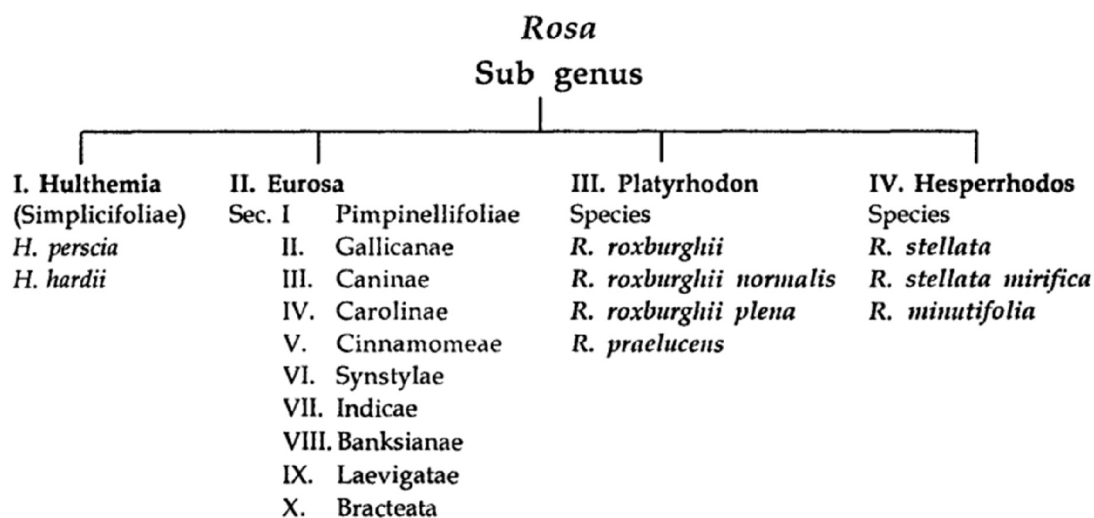 Rosa
Sub genus
I. Hulthemia
(Simplicifoliae)
H. perscia
H. hardii
II. Eurosa
Sec. I Pimpinellifoliae
II. Gallicanae
III. Caninae
IV. Carolinae
V. Cinnamomeae
VI. Synstylae
VII. Indicae
VIII. Banksianae
IX. Laevigatae
X. Bracteata
III. Platyrhodon
Species
R. roxburghii
R. roxburghii normalis
R. roxburghii plena
R. praelucens
IV. Hesperrhodos
Species
R. stellata
R. stellata mirifica
R. minutifolia